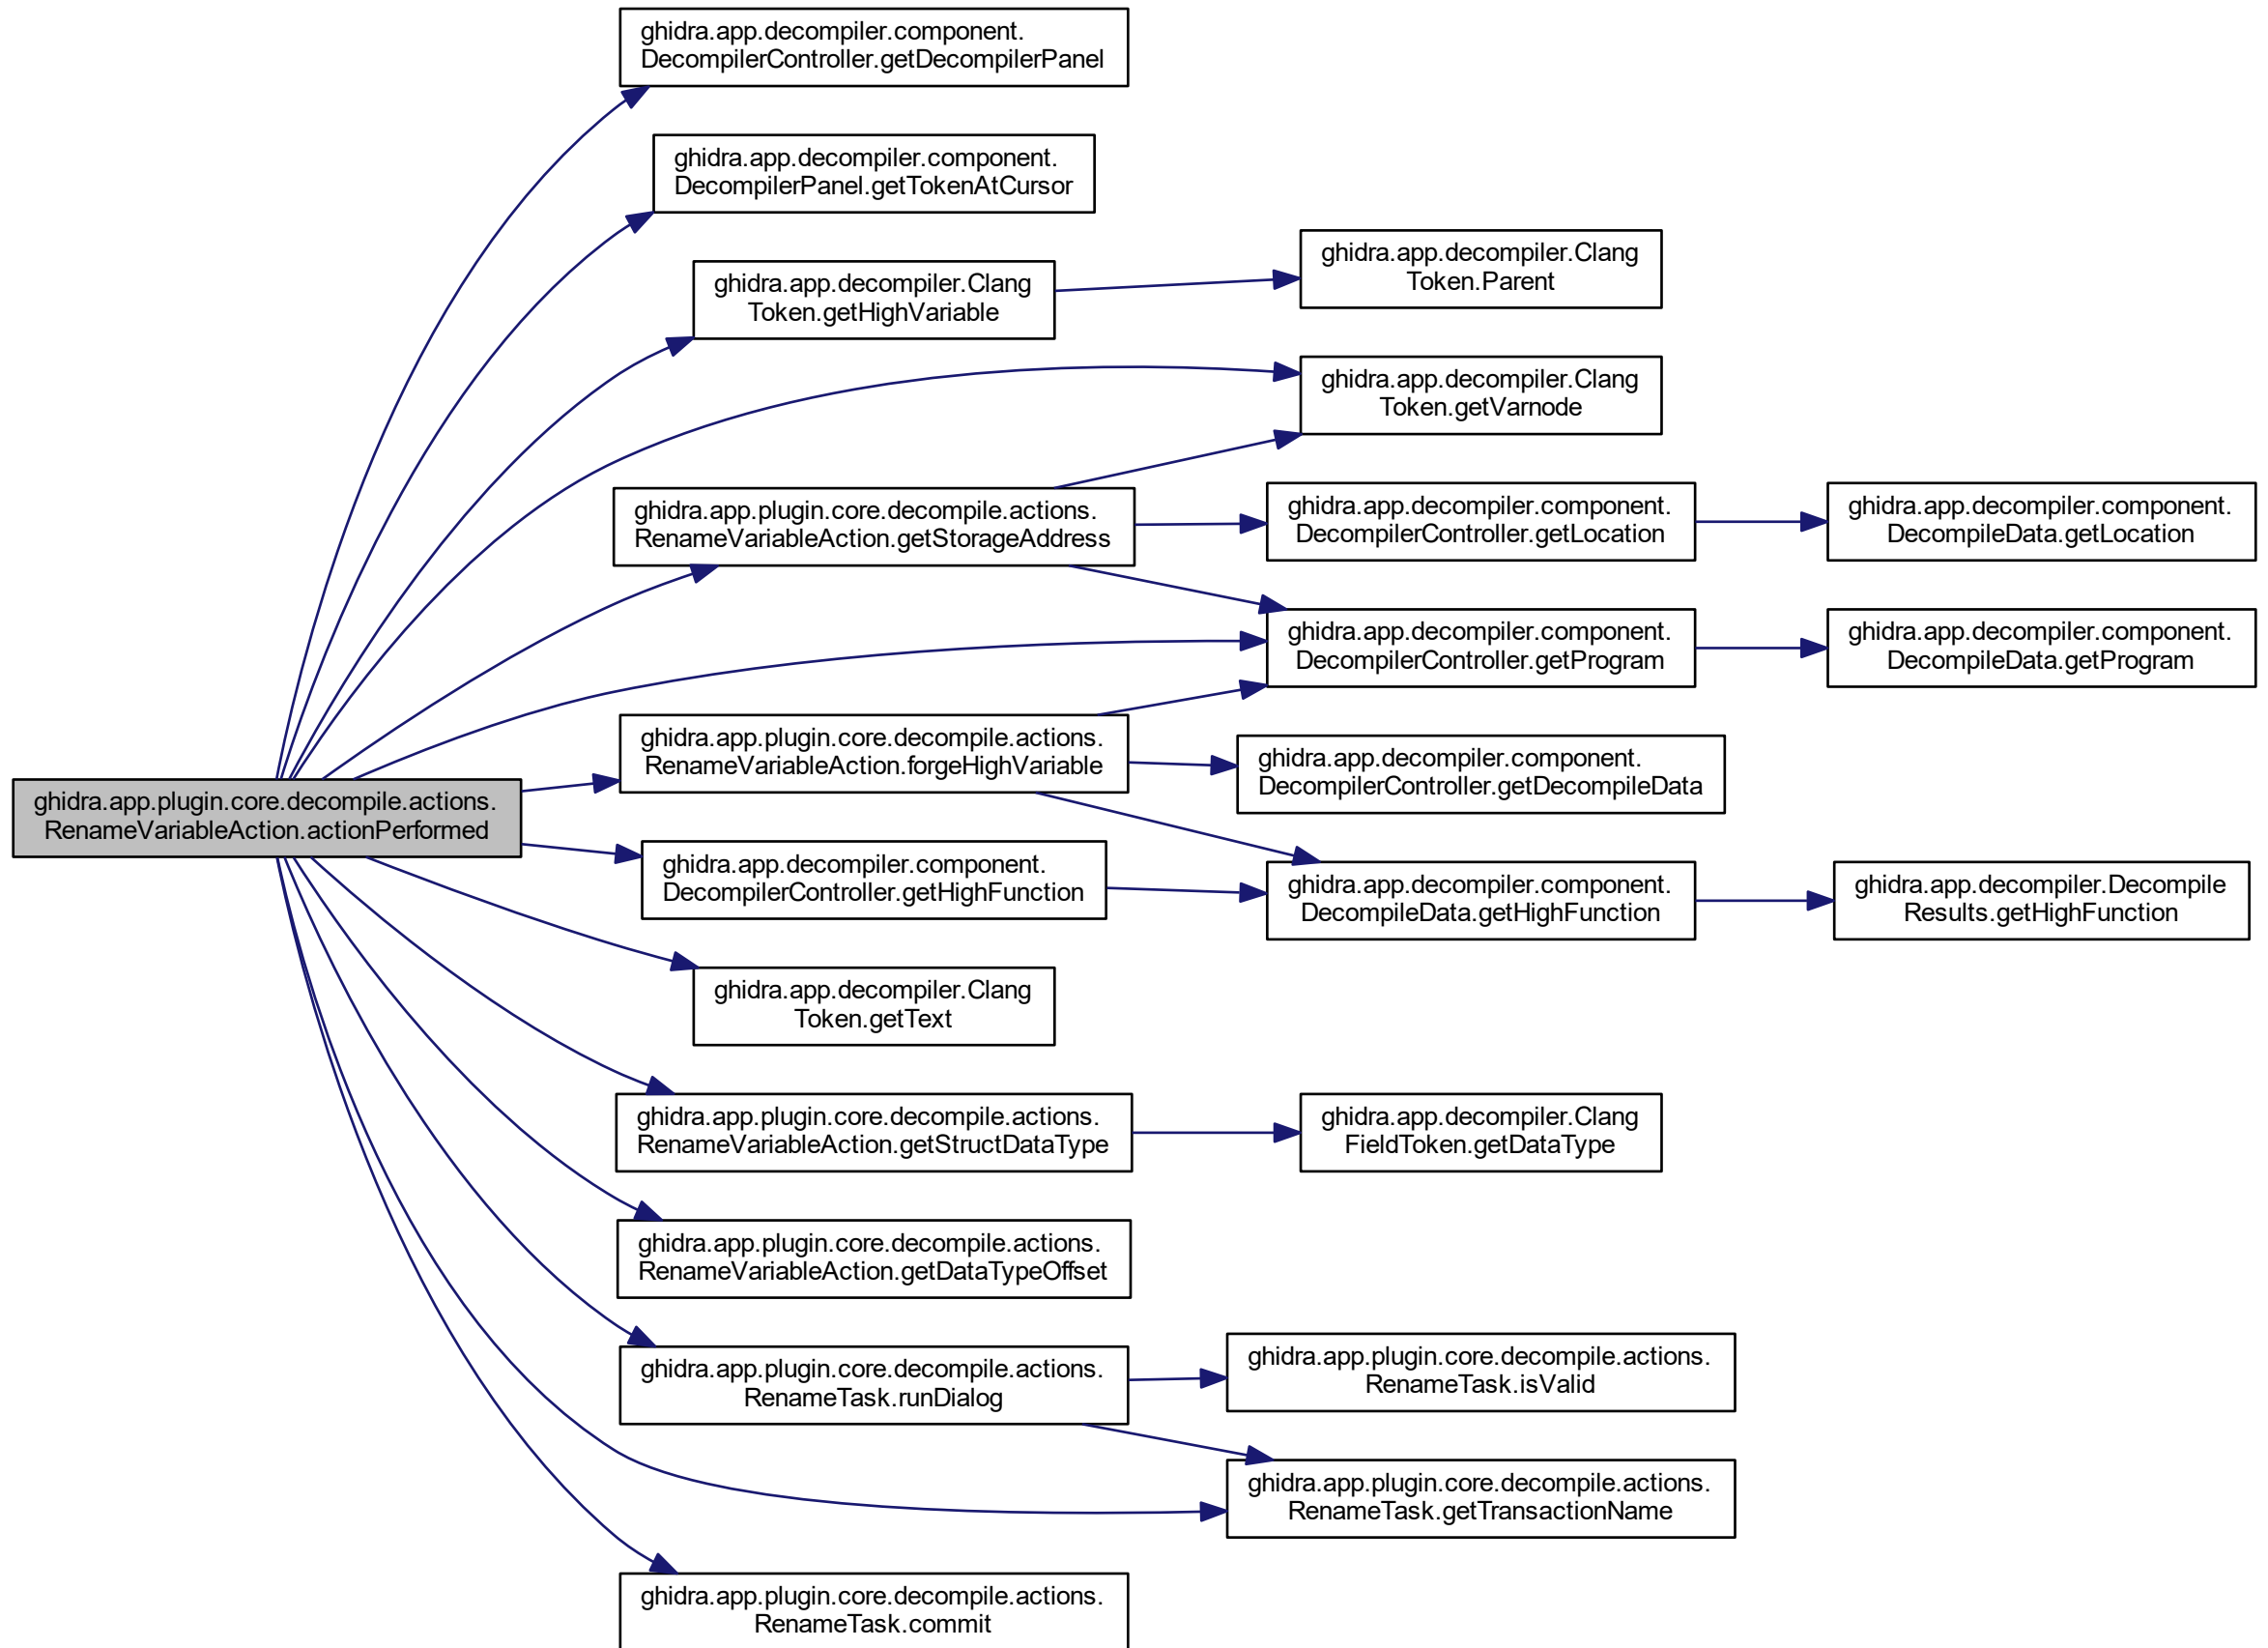 ghidra.app.decompiler.component.
DecompilerController.getDecompilerPanel
ghidra.app.decompiler.component.
DecompilerPanel.getTokenAtCursor
ghidra.app.decompiler.Clang
Token.getHighVariable
ghidra.app.decompiler.Clang
Token.Parent
ghidra.app.decompiler.Clang
Token.getVarnode
ghidra.app.plugin.core.decompile.actions.
RenameVariableAction.getStorageAddress
ghidra.app.decompiler.component.
DecompilerController.getLocation
ghidra.app.decompiler.component.
DecompileData.getLocation
ghidra.app.decompiler.component.
DecompilerController.getProgram
ghidra.app.decompiler.component.
DecompileData.getProgram
ghidra.app.plugin.core.decompile.actions.
RenameVariableAction.forgeHighVariable
ghidra.app.decompiler.component.
DecompilerController.getDecompileData
ghidra.app.plugin.core.decompile.actions.
RenameVariableAction.actionPerformed
ghidra.app.decompiler.component.
DecompilerController.getHighFunction
ghidra.app.decompiler.component.
DecompileData.getHighFunction
ghidra.app.decompiler.Decompile
Results.getHighFunction
ghidra.app.decompiler.Clang
Token.getText
ghidra.app.plugin.core.decompile.actions.
RenameVariableAction.getStructDataType
ghidra.app.decompiler.Clang
FieldToken.getDataType
ghidra.app.plugin.core.decompile.actions.
RenameVariableAction.getDataTypeOffset
ghidra.app.plugin.core.decompile.actions.
RenameTask.runDialog
ghidra.app.plugin.core.decompile.actions.
RenameTask.isValid
ghidra.app.plugin.core.decompile.actions.
RenameTask.getTransactionName
ghidra.app.plugin.core.decompile.actions.
RenameTask.commit